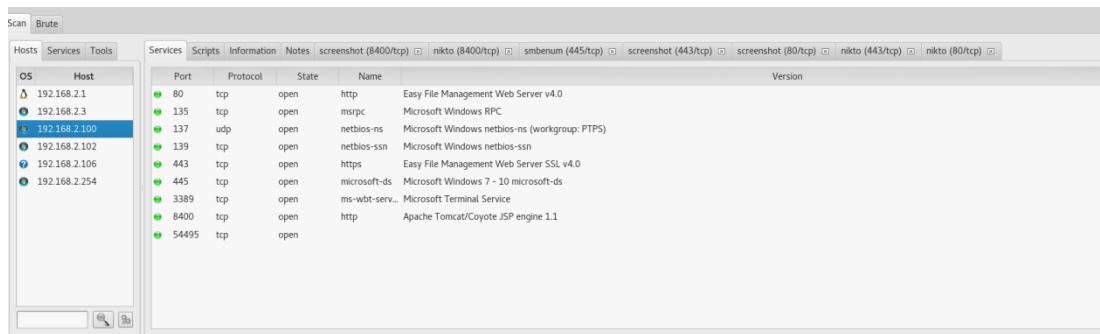 Scan Brute
Hosts Services Tools
Services Scripts Information Notes screenshot (8400/tcp) nikto (8400/tcp) smbenum (445/tcp) screenshot (443/tcp) screenshot (80/tcp) nikto (443/tcp) nikto (80/tcp)
OS Host
192.168.2.1
192.168.2.3
192.168.2.100
192.168.2.102
192.168.2.106
192.168.2.254
Port Protocol State Name Version
80 tcp open http Easy File Management Web Server v4.0
135 tcp open msrpc Microsoft Windows RPC
137 udp open netbios-ns Microsoft Windows netbios-ns (workgroup: PTPS)
139 tcp open netbios-ssn Microsoft Windows netbios-ssn
443 tcp open https Easy File Management Web Server SSL v4.0
445 tcp open microsoft-ds Microsoft Windows 7 - 10 microsoft-ds
3389 tcp open ms-wbt-serv... Microsoft Terminal Service
8400 tcp open http Apache Tomcat/Coyote JSP engine 1.1
54495 tcp open